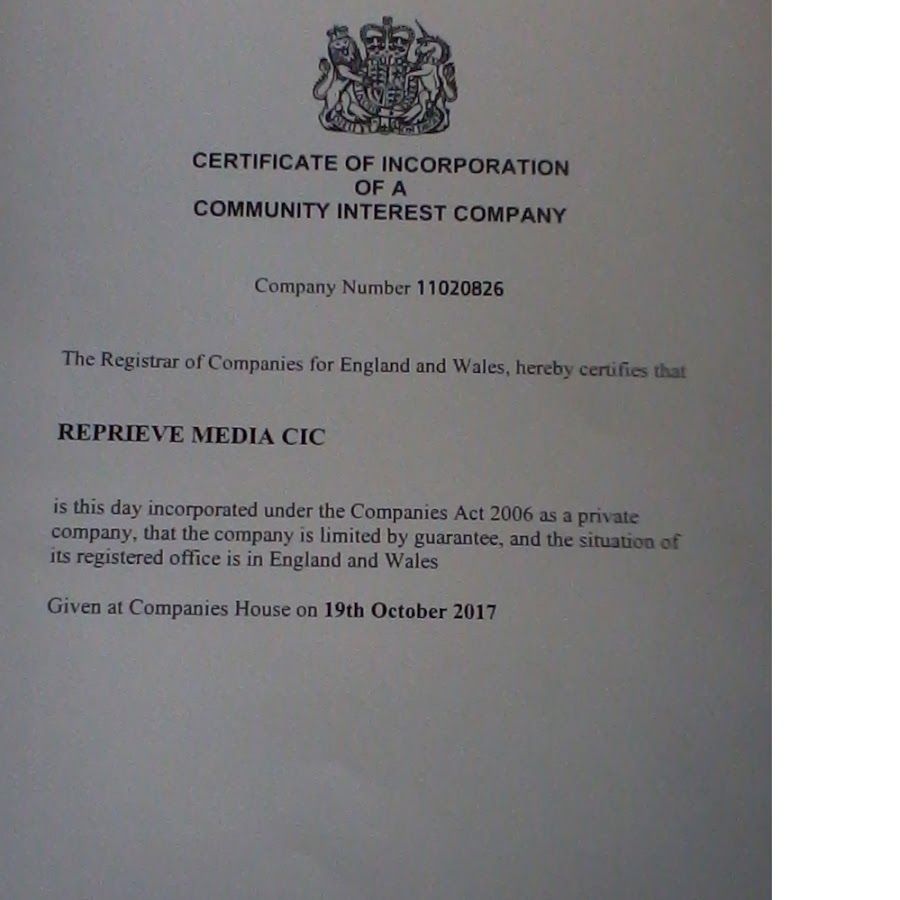 CERTIFICATE OF INCORPORATION
OF A
COMMUNITY INTEREST COMPANY
Company Number 11020826
The Registrar of Companies for England and Wales, hereby certifies that
REPRIEVE MEDIA CIC
is this day incorporated under the Companies Act 2006 as a private
company, that the company is limited by guarantee, and the situation of
its registered office is in England and Wales
Given at Companies House on 19th October 2017